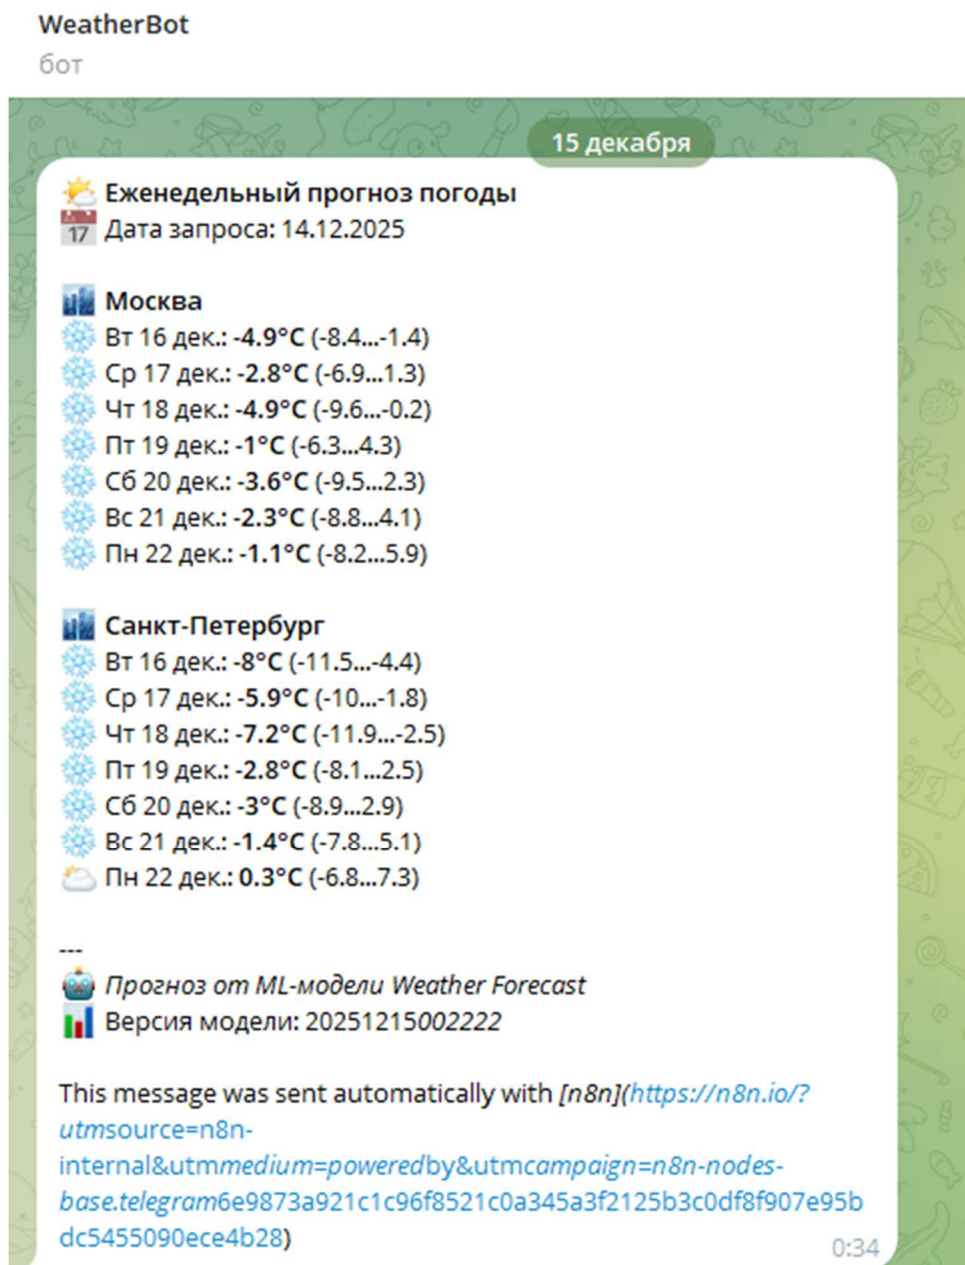 WeatherBot
бот
15 декабря
Еженедельный прогноз погоды
17 Дата запроса: 14.12.2025
Москва
Вт 16 дек.: -4.9°C (-8.4...-1.4)
Ср 17 дек.: -2.8°C (-6.9...1.3)
Чт 18 дек.: -4.9°C (-9.6...-0.2)
Пт 19 дек.: -1°C (-6.3...4.3)
Сб 20 дек.: -3.6°C (-9.5...2.3)
Вс 21 дек.: -2.3°C (-8.8...4.1)
Пн 22 дек.: -1.1°C (-8.2...5.9)
Санкт-Петербург
Вт 16 дек.: -8°C (-11.5...-4.4)
Ср 17 дек.: -5.9°C (-10...-1.8)
Чт 18 дек.: -7.2°C (-11.9...-2.5)
Пт 19 дек.: -2.8°C (-8.1...2.5)
Сб 20 дек.: -3°C (-8.9...2.9)
Вс 21 дек.: -1.4°C (-7.8...5.1)
Пн 22 дек.: 0.3°C (-6.8...7.3)
---
Прогноз от ML-модели Weather Forecast
Версия модели: 20251215002222
This message was sent automatically with [n8n](https://n8n.io/?
utmsource=n8n-
internal&utmmedium=poweredby&utmcampaign=n8n-nodes-
base.telegram6e9873a921c1c96f8521c0a345a3f2125b3c0df8f907e95b
dc5455090ece4b28)
0:34